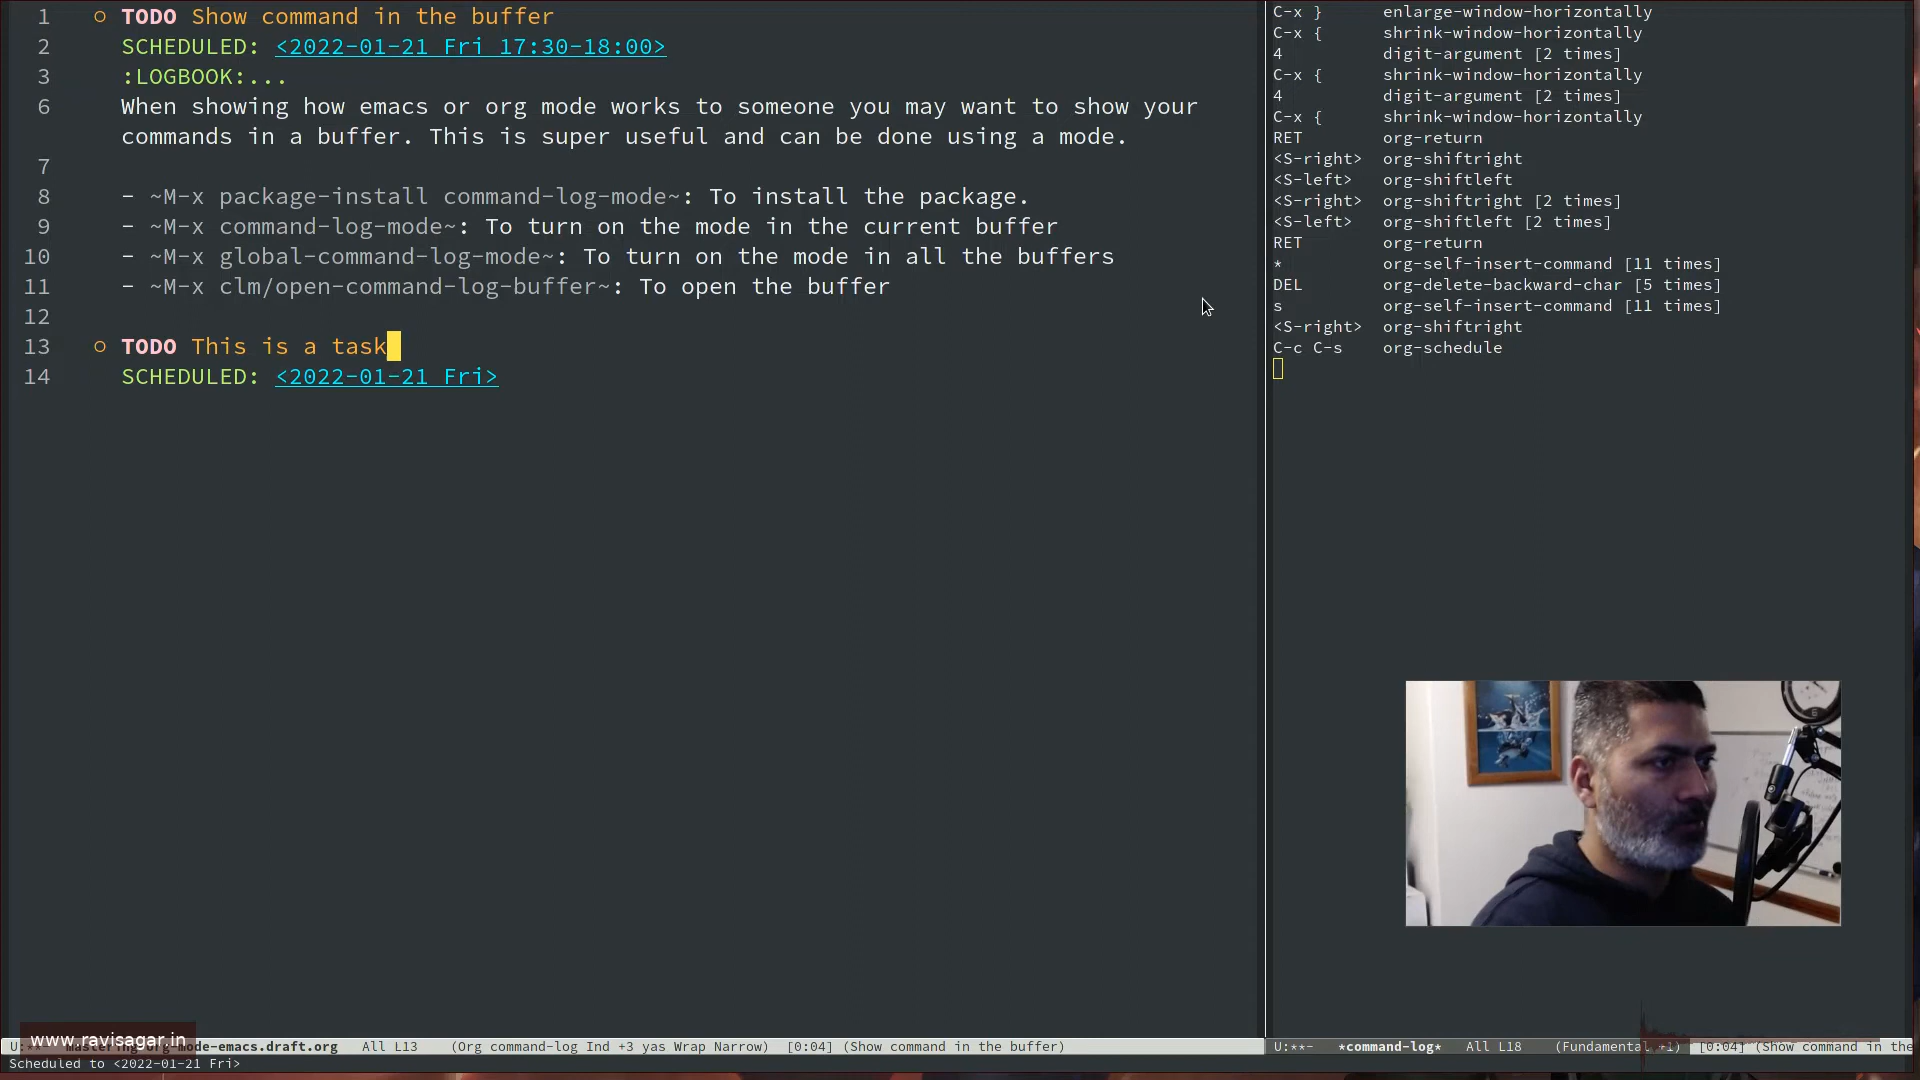 1 ○ TODO Show command in the buffer
2 SCHEDULED: <2022-01-21 Fri 17:30-18:00>
3 :LOGBOOK:...
6 When showing how emacs or org mode works to someone you may want to show your
commands in a buffer. This is super useful and can be done using a mode.
7
8 - ~M-x package-install command-log-mode~: To install the package.
9 - ~M-x command-log-mode~: To turn on the mode in the current buffer
10 - ~M-x global-command-log-mode~: To turn on the mode in all the buffers
11 - ~M-x clm/open-command-log-buffer~: To open the buffer
12
13 ○ TODO This is a task
14 SCHEDULED: <2022-01-21 Fri>
C-x } enlarge-window-horizontally
C-x { shrink-window-horizontally
4 digit-argument [2 times]
C-x { shrink-window-horizontally
4 digit-argument [2 times]
C-x { shrink-window-horizontally
RET org-return
<S-right> org-shiftright
<S-left> org-shiftleft
<S-right> org-shiftright [2 times]
<S-left> org-shiftleft [2 times]
RET org-return
* org-self-insert-command [11 times]
DEL org-delete-backward-char [5 times]
s org-self-insert-command [11 times]
<S-right> org-shiftright
C-c C-s org-schedule
www.ravisagar.in
mode-emacs.draft.org All L13 (Org command-log Ind +3 yas Wrap Narrow) [0:04] (Show command in the buffer)
U:**- *command-log* All L18 (Fundamental +1) [0:04] (Show command in the
Scheduled to <2022-01-21 Fri>